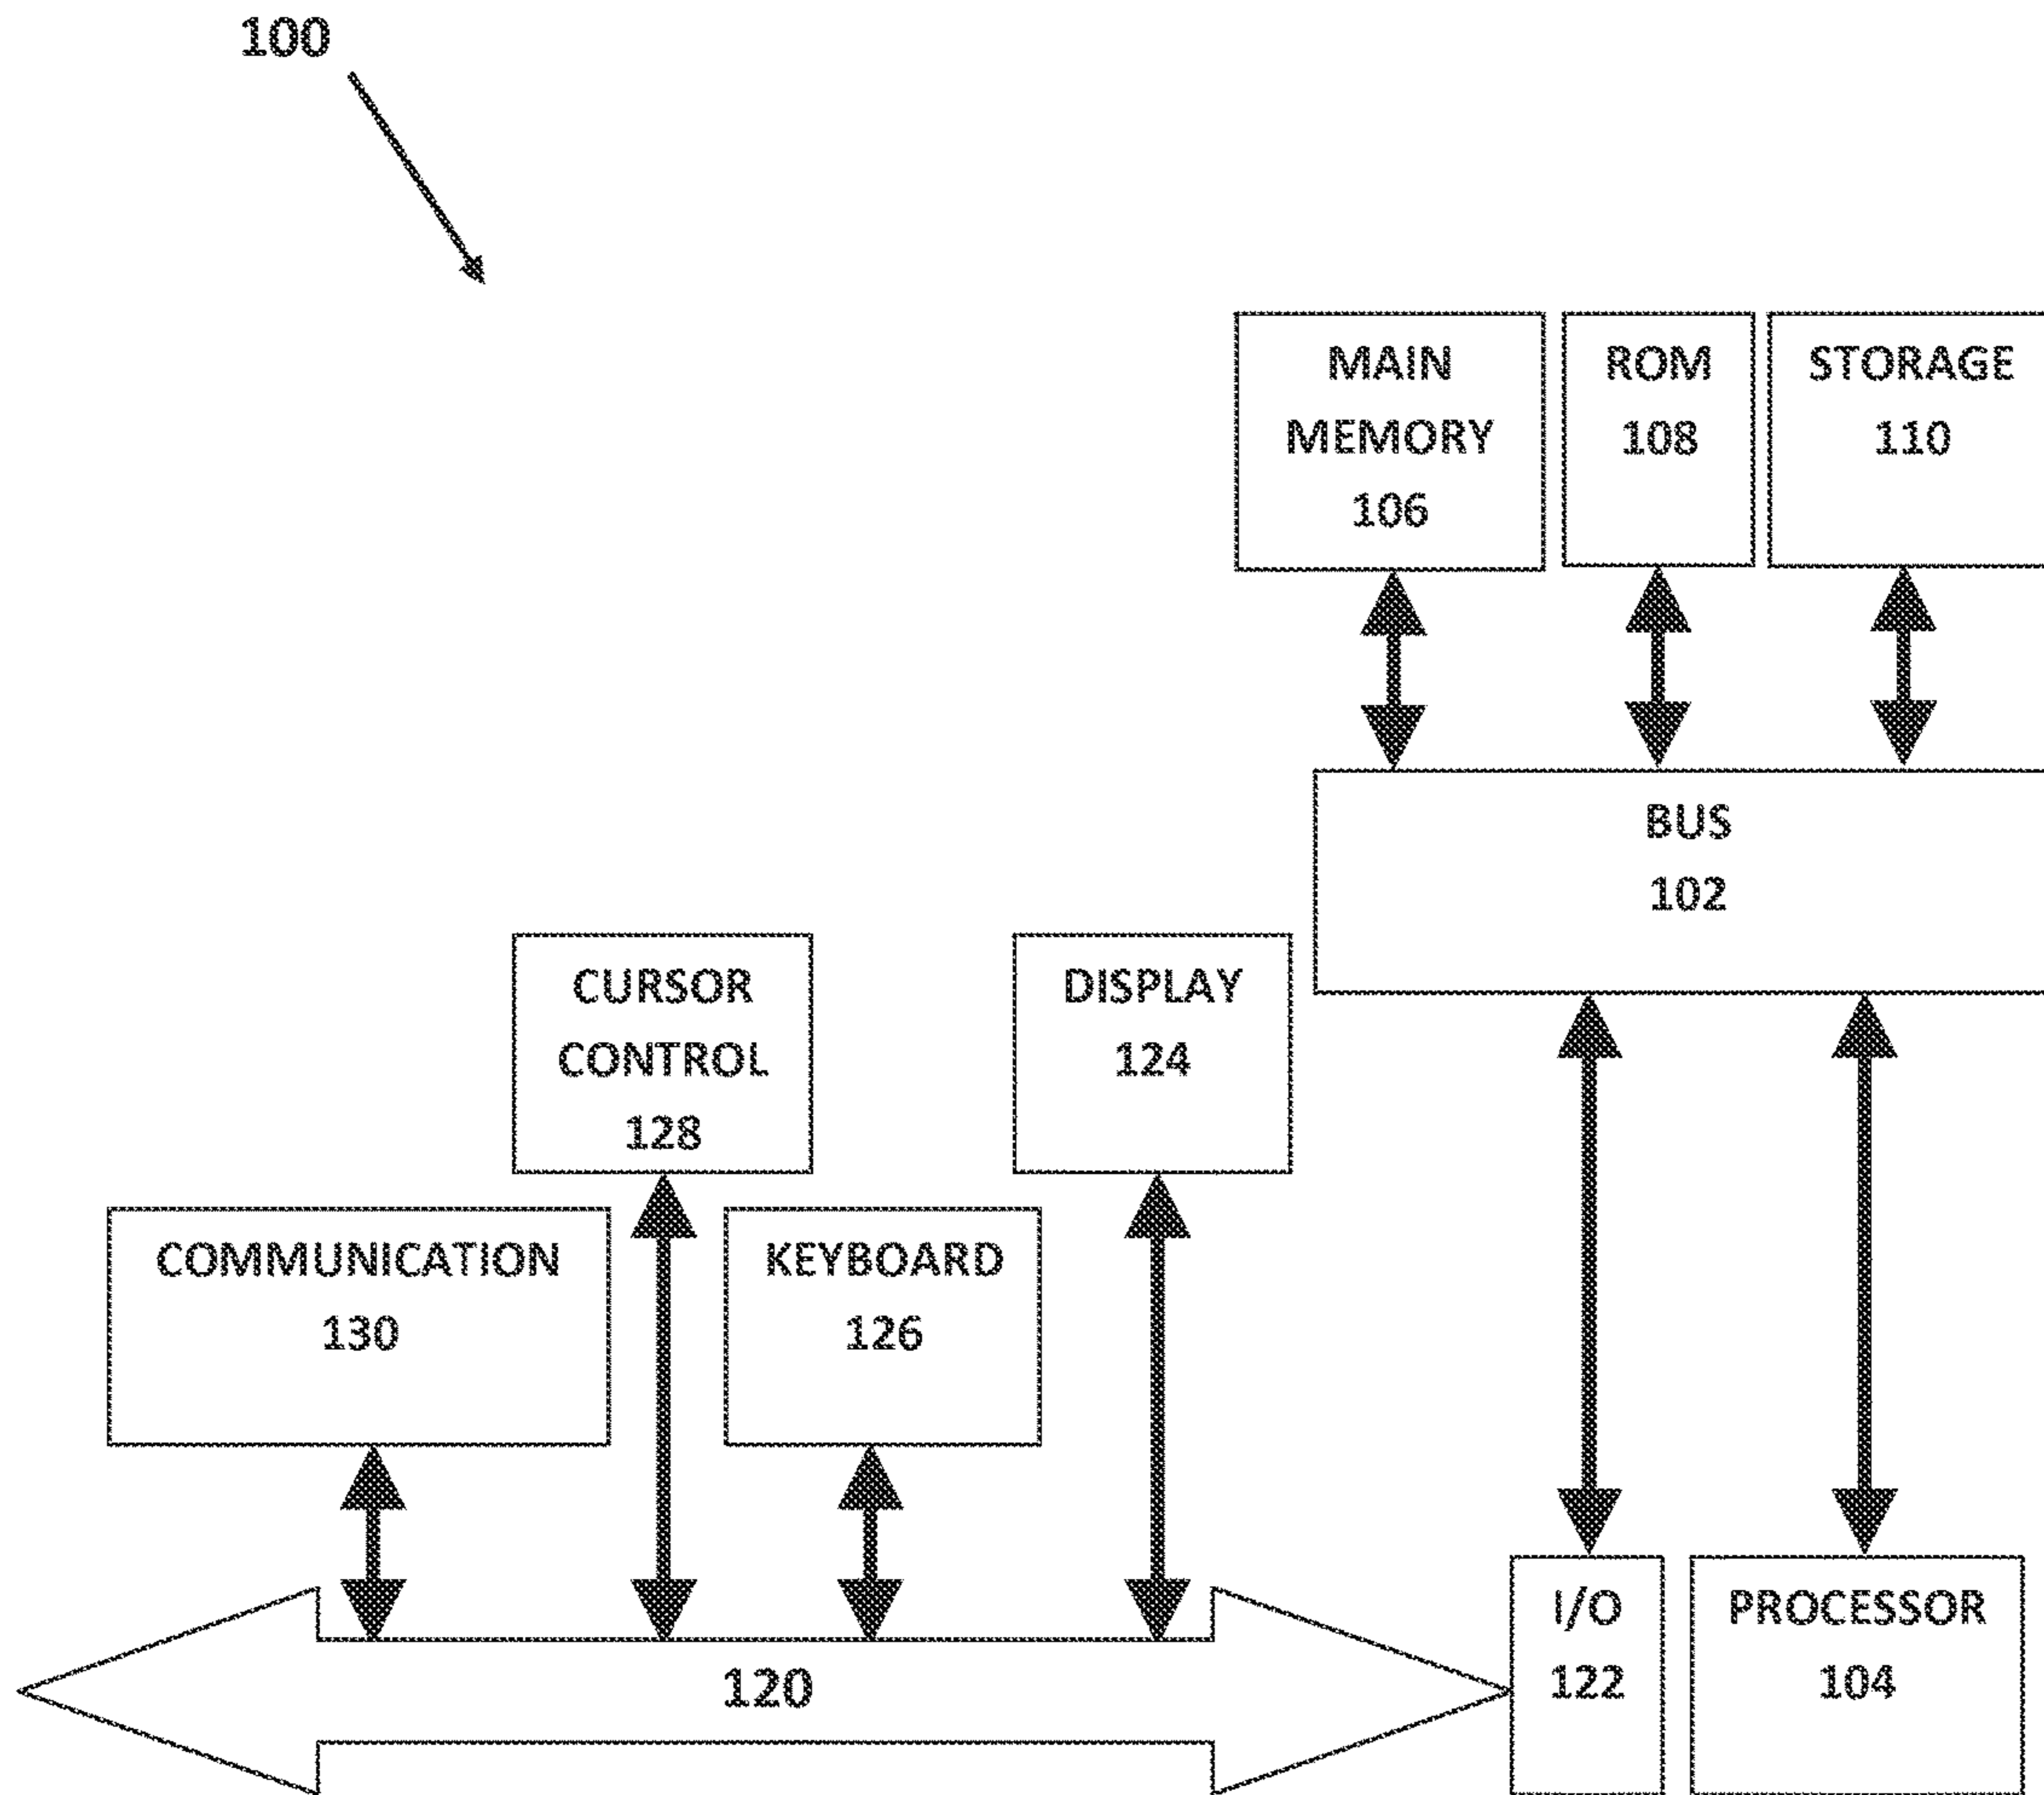 100
MAIN
MEMORY
106
ROM
108
STORAGE
110
BUS
102
CURSOR
CONTROL
128
DISPLAY
124
COMMUNICATION
130
KEYBOARD
126
120
I/O
122
PROCESSOR
104